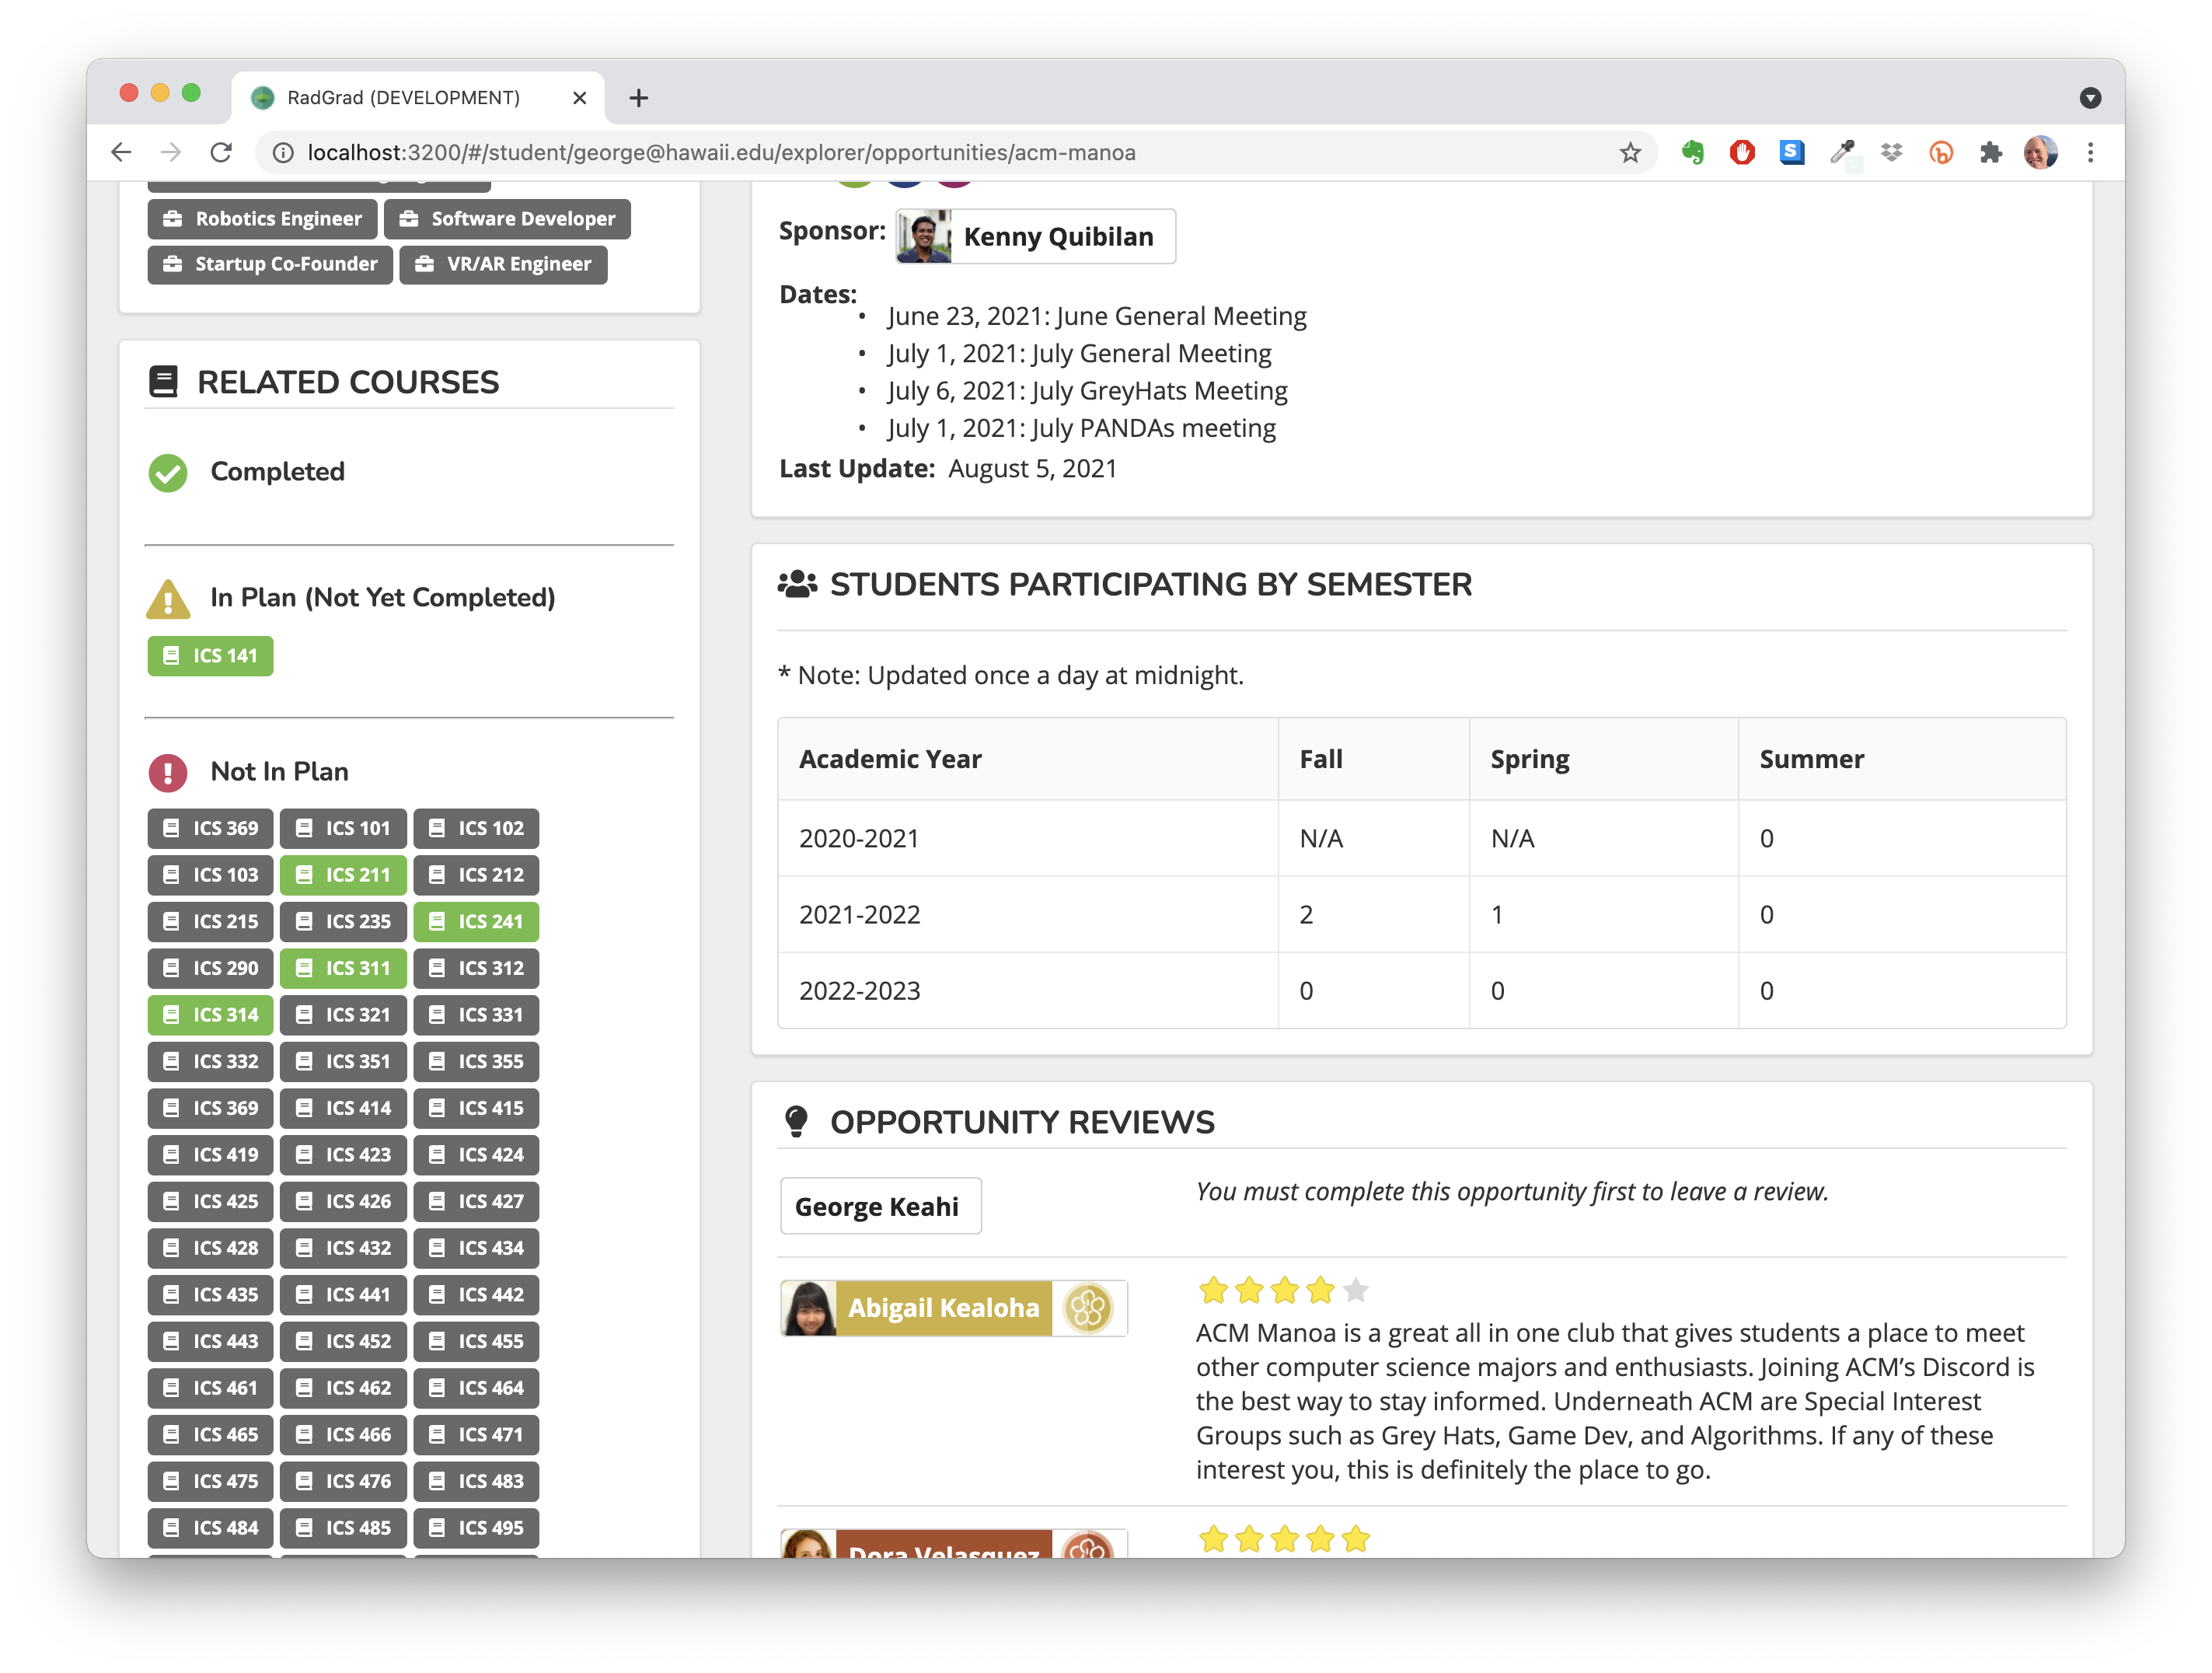 RadGrad (DEVELOPMENT)
localhost:3200/#/student/george@hawaii.edu/explorer/opportunities/acm-manoa
Robotics Engineer
Software Developer
Startup Co-Founder
VR/AR Engineer
RELATED COURSES
Completed
In Plan (Not Yet Completed)
ICS 141
Not In Plan
ICS 369 ICS 101 ICS 102
ICS 103 ICS 211 ICS 212
ICS 215 ICS 235 ICS 241
ICS 290 ICS 311 ICS 312
ICS 314 ICS 321 ICS 331
ICS 332 ICS 351 ICS 355
ICS 369 ICS 414 ICS 415
ICS 419 ICS 423 ICS 424
ICS 425 ICS 426 ICS 427
ICS 428 ICS 432 ICS 434
ICS 435 ICS 441 ICS 442
ICS 443 ICS 452 ICS 455
ICS 461 ICS 462 ICS 464
ICS 465 ICS 466 ICS 471
ICS 475 ICS 476 ICS 483
ICS 484 ICS 485 ICS 495
Sponsor: Kenny Quibilan
Dates:
• June 23, 2021: June General Meeting
• July 1, 2021: July General Meeting
• July 6, 2021: July GreyHats Meeting
• July 1, 2021: July PANDAs meeting
Last Update: August 5, 2021
STUDENTS PARTICIPATING BY SEMESTER
* Note: Updated once a day at midnight.
Academic Year Fall Spring Summer
2020-2021 N/A N/A 0
2021-2022 2 1 0
2022-2023 0 0 0
OPPORTUNITY REVIEWS
George Keahi
You must complete this opportunity first to leave a review.
Abigail Kealoha
ACM Manoa is a great all in one club that gives students a place to meet
other computer science majors and enthusiasts. Joining ACM’s Discord is
the best way to stay informed. Underneath ACM are Special Interest
Groups such as Grey Hats, Game Dev, and Algorithms. If any of these
interest you, this is definitely the place to go.
Dora Velasquez